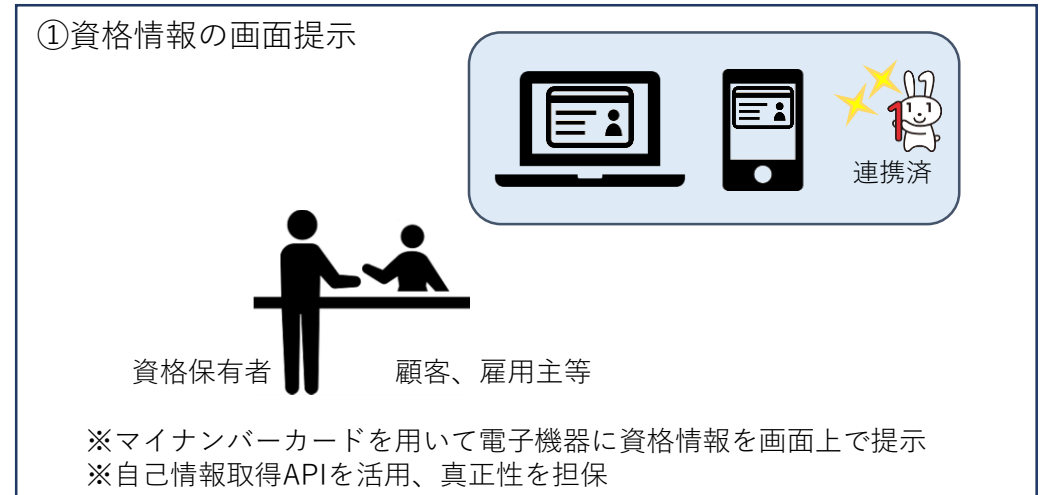 ①資格情報の画面提示
連携済
資格保有者
顧客、雇用主等
※マイナンバーカードを用いて電子機器に資格情報を画面上で提示
※自己情報取得APIを活用、真正性を担保